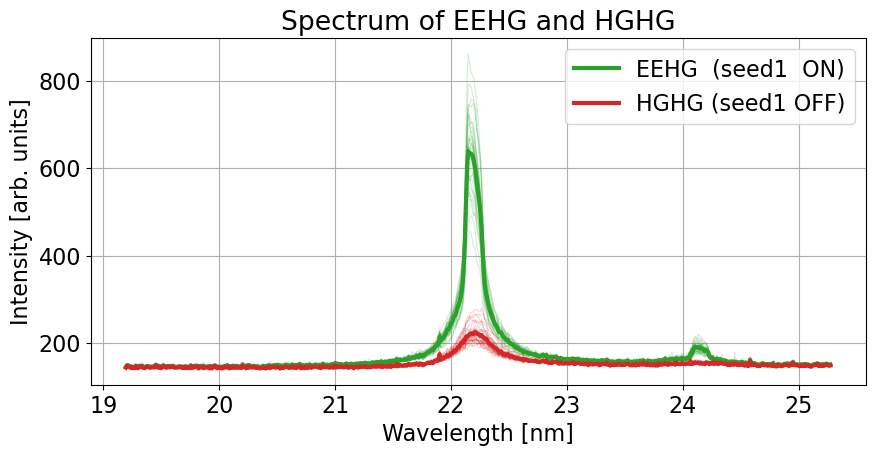 Spectrum of EEHG and HGHG
Intensity [arb. units]
800
600
400
200
EEHG (seed1 ON)
HGHG (seed1 OFF)
19 20 21 22 23 24 25
Wavelength [nm]